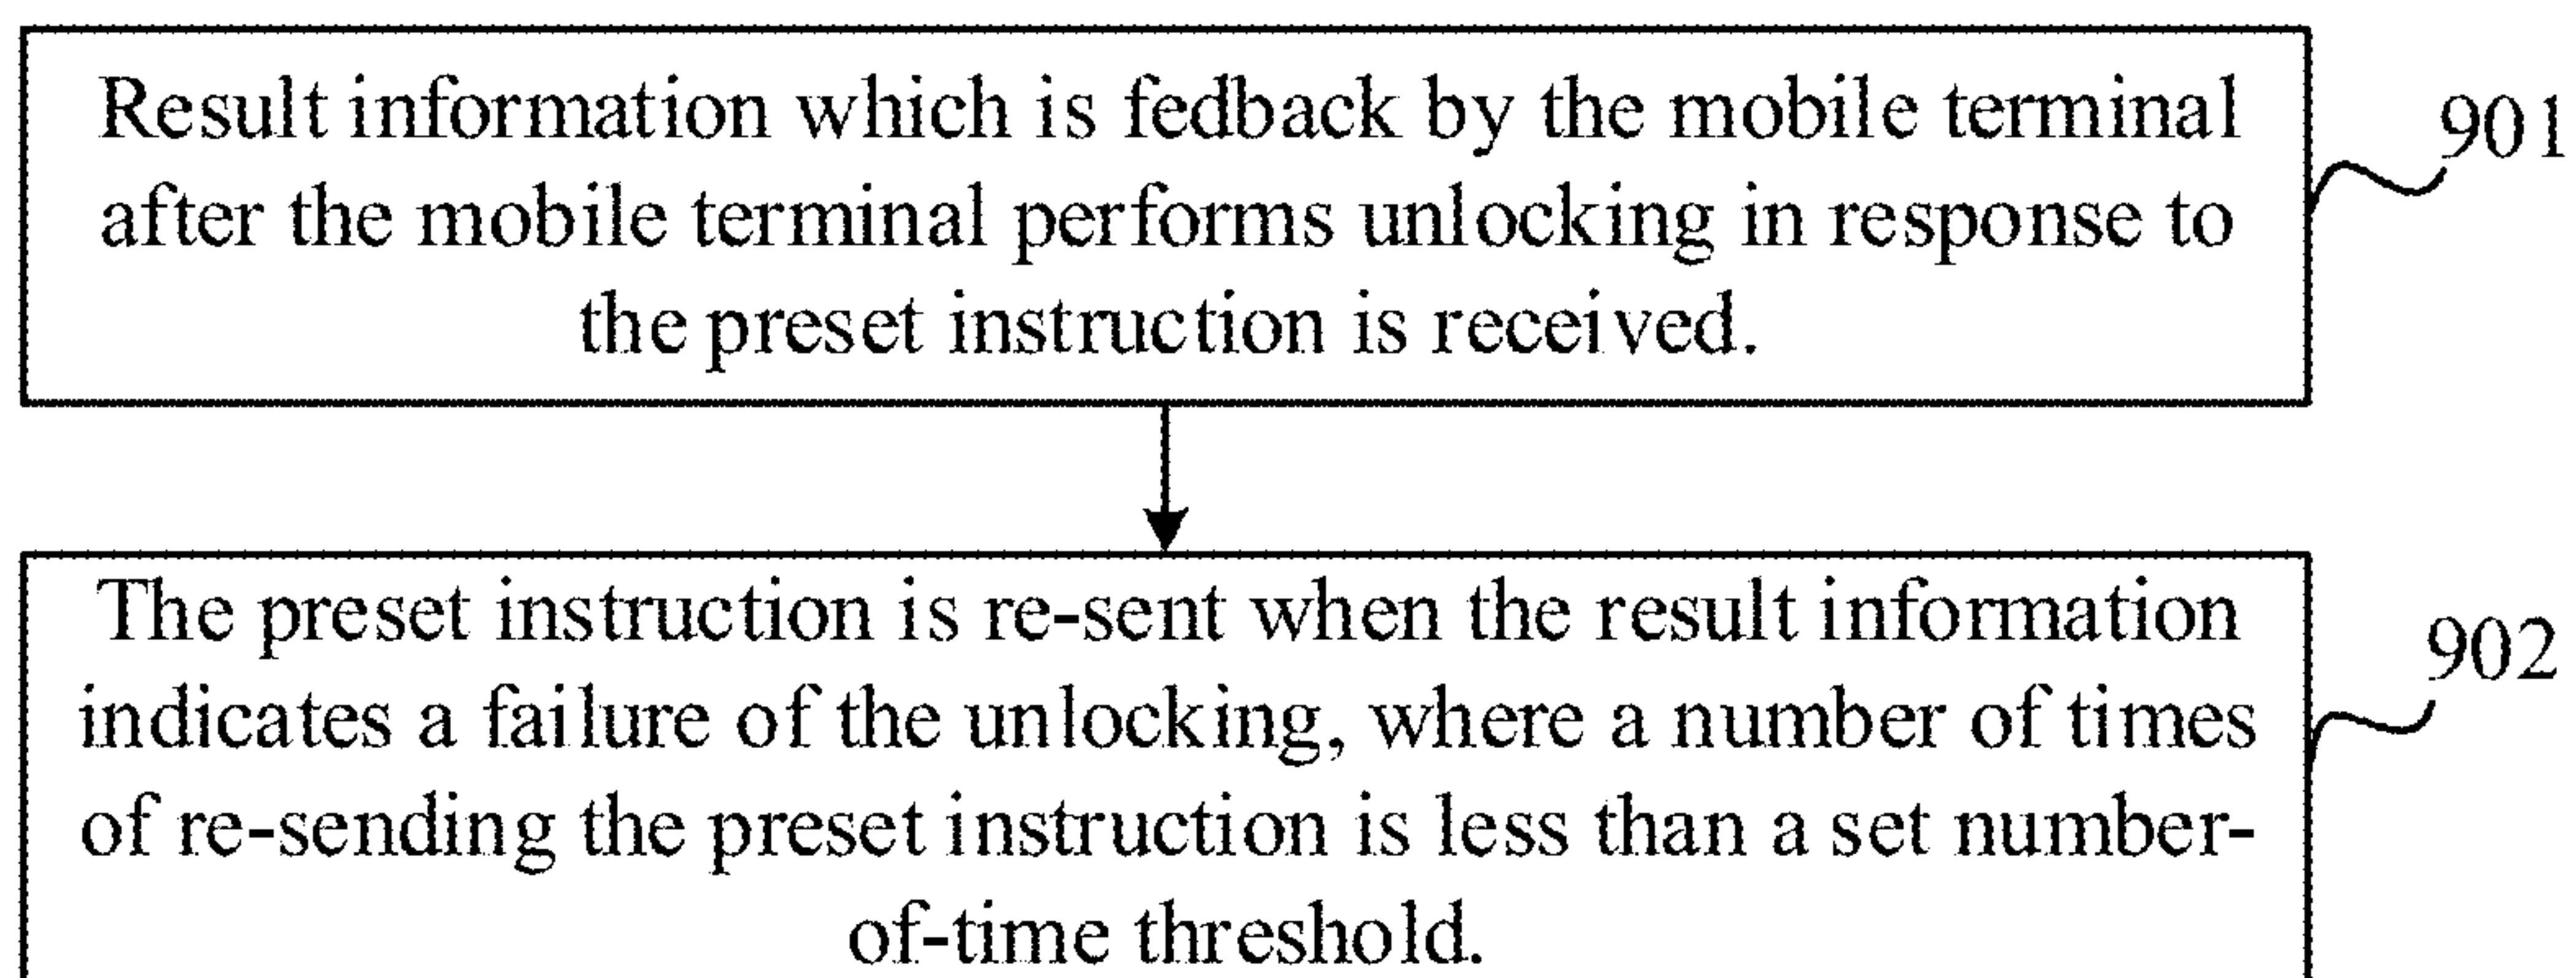 Result information which is fedback by the mobile terminal
after the mobile terminal performs unlocking in response to
the preset instruction is received.
901
The preset instruction is re-sent when the result information
indicates a failure of the unlocking, where a number of times
of re-sending the preset instruction is less than a set number-
of-time threshold.
902